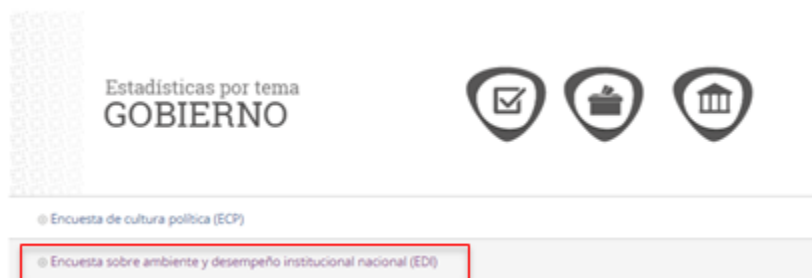 Estadísticas por tema
GOBIERNO
Encuesta de cultura política (ECP)
Encuesta sobre ambiente y desempeño institucional nacional (EDI)